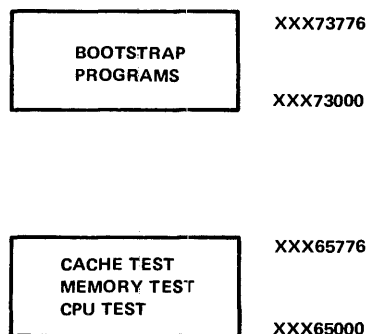 XXX73776
BOOTSTRAP
PROGRAMS
XXX73000
XXX65776
CACHE TEST
MEMORY TEST
CPU TEST
XXX65000